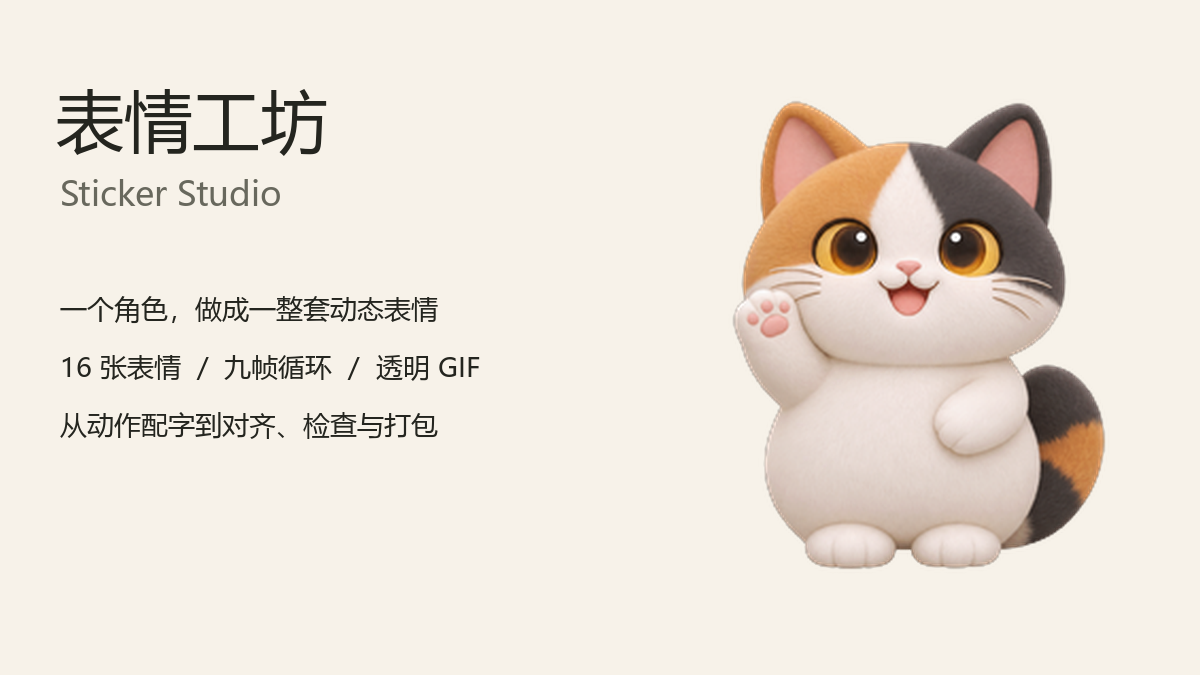 表情工坊
Sticker Studio
一个角色，做成一整套动态表情
16 张表情 / 九帧循环 / 透明 GIF
从动作配字到对齐、检查与打包